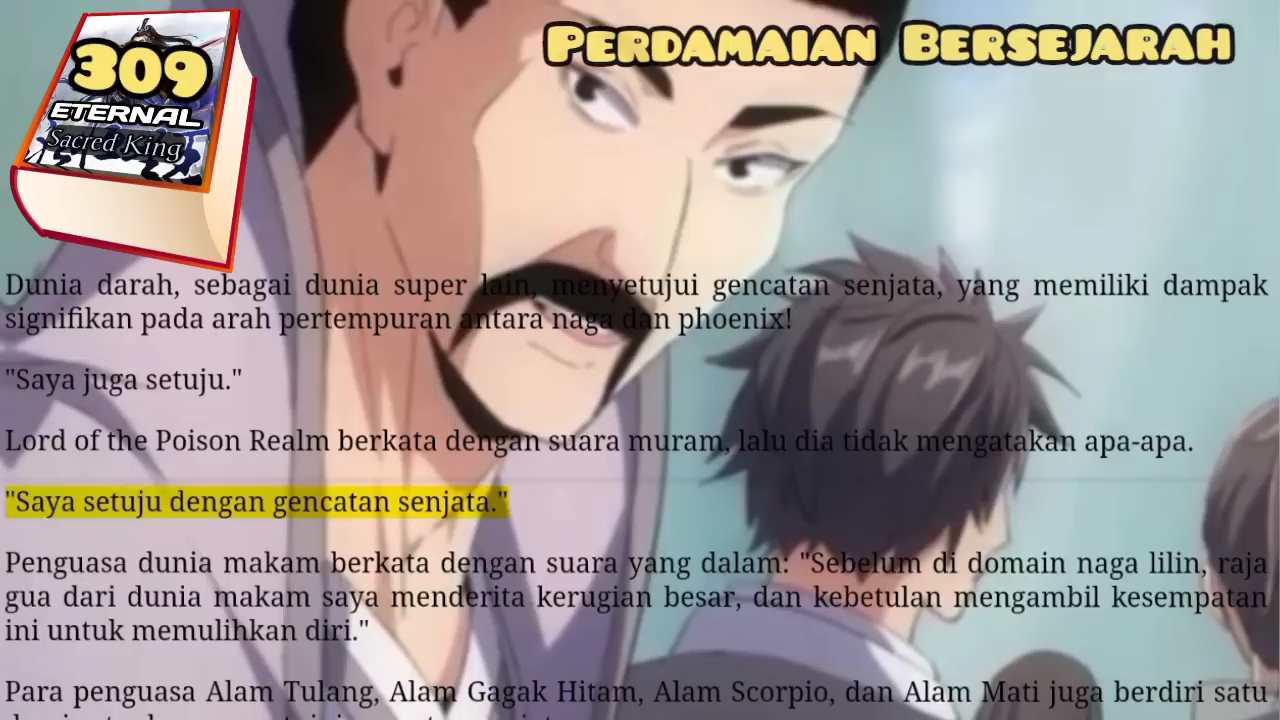 309
ETERNAL
Sacred King
PERDAMAIAN BERSEJARAH
Dunia darah, sebagai dunia super lain, menyetujui gencatan senjata, yang memiliki dampak
signifikan pada arah pertempuran antara naga dan phoenix!
"Saya juga setuju."
Lord of the Poison Realm berkata dengan suara muram, lalu dia tidak mengatakan apa-apa.
"Saya setuju dengan gencatan senjata."
Penguasa dunia makam berkata dengan suara yang dalam: "Sebelum di domain naga lilin, raja
gua dari dunia makam saya menderita kerugian besar, dan kebetulan mengambil kesempatan
ini untuk memulihkan diri."
Para penguasa Alam Tulang, Alam Gagak Hitam, Alam Scorpio, dan Alam Mati juga berdiri satu